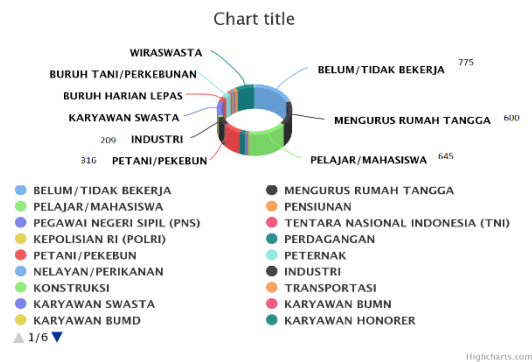 Chart title
WIRASWASTA
BURUH TANI/PERKEBUNAN
BURUH HARIAN LEPAS
KARYAWAN SWASTA
209 INDUSTRI
316 PETANI/PEKEBUN
BELUM/TIDAK BEKERJA 775
MENGURUS RUMAH TANGGA 600
PELAJAR/MAHASISWA 645
BELUM/TIDAK BEKERJA
MENGURUS RUMAH TANGGA
PELAJAR/MAHASISWA
PENSIUNAN
PEGAWAI NEGERI SIPIL (PNS)
TENTARA NASIONAL INDONESIA (TNI)
KEPOLISIAN RI (POLRI)
PERDAGANGAN
PETANI/PEKEBUN
PETERNAK
NELAYAN/PERIKANAN
INDUSTRI
KONSTRUKSI
TRANSPORTASI
KARYAWAN SWASTA
KARYAWAN BUMN
KARYAWAN BUMD
KARYAWAN HONORER
1/6
Highcharts.com